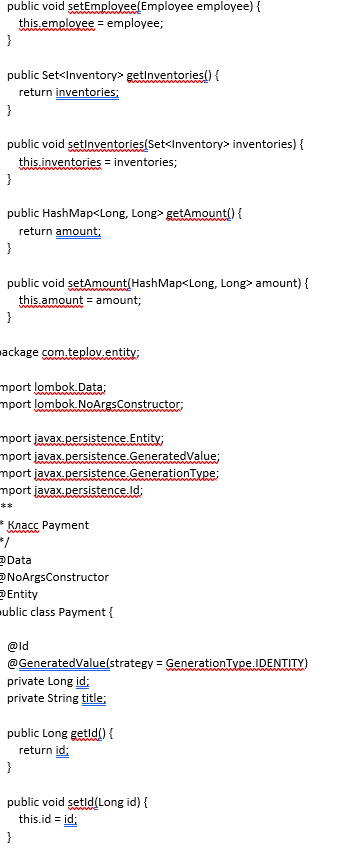 public void setEmployee(Employee employee) {
this.employee = employee;
}
public Set<Inventory> getInventories() {
return inventories;
}
public void setInventories(Set<Inventory> inventories) {
this.inventories = inventories;
}
public HashMap<Long, Long> getAmount() {
return amount;
}
public void setAmount(HashMap<Long, Long> amount) {
this.amount = amount;
}
ackage com.teplov.entity;
mport lombok.Data;
mport lombok.NoArgsConstructor;
mport javax.persistence.Entity;
mport javax.persistence.GeneratedValue;
mport javax.persistence.GenerationType;
mport javax.persistence.Id;
**
* Класс Payment
*/
@Data
@NoArgsConstructor
@Entity
public class Payment {
@Id
@GeneratedValue(strategy = GenerationType.IDENTITY)
private Long id;
private String title;
public Long getId() {
return id;
}
public void setId(Long id) {
this.id = id;
}